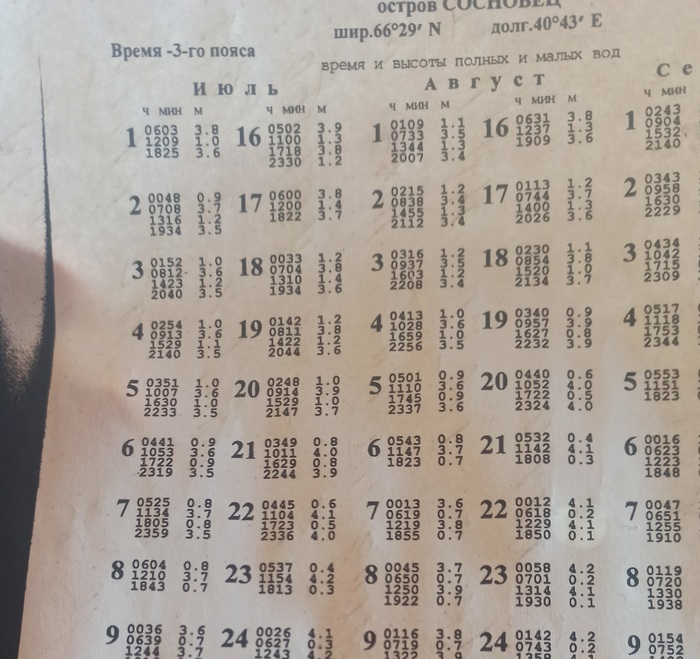 остров СОСНОВЕЦ
шир.66°29′ N долг.40°43′ E
Время -3-го пояса
время и высоты полных и малых вод
Июль Август Се
ч мин м ч мин м ч мин м ч мин м ч мин
1 0603 3.8 16 0502 3.9 1 0109 1.1 16 0631 3.8 1 0243
1209 1.0 1100 1.3 0733 3.5 1237 1.3 0904
1825 3.6 1718 3.8 1344 1.3 1909 3.6 1532
2330 1.2 2007 3.4 2140
2 0048 0.9 17 0600 3.8 2 0215 1.2 17 0113 1.2 2 0343
0708 3.7 1200 1.4 0838 3.4 0744 3.7 0958
1316 1.2 1822 3.7 1455 1.3 1400 1.3 1630
1934 3.5 2112 3.4 2026 3.6 2229
3 0152 1.0 18 0033 1.2 3 0316 1.2 18 0230 1.1 3 0434
0812 3.6 0704 3.8 0937 3.5 0854 3.8 1042
1423 1.2 1310 1.4 1603 1.2 1520 1.0 1715
2040 3.5 1934 3.6 2208 3.4 2134 3.7 2309
4 0254 1.0 19 0142 1.2 4 0413 1.0 19 0340 0.9 4 0517
0913 3.6 0811 3.8 1028 3.6 0957 3.9 1118
1529 1.1 1422 1.2 1659 1.0 1627 0.8 1753
2140 3.5 2044 3.6 2256 3.5 2232 3.9 2344
5 0351 1.0 20 0248 1.0 5 0501 0.9 20 0440 0.6 5 0553
1007 3.6 0914 3.9 1110 3.6 1052 4.0 1151
1630 1.0 1529 1.0 1745 0.9 1722 0.5 1823
2233 3.5 2147 3.7 2337 3.6 2324 4.0
6 0441 0.9 21 0349 0.8 6 0543 0.8 21 0532 0.4 6 0016
1053 3.6 1011 4.0 1147 3.7 1142 4.1 0623
1722 0.9 1629 0.8 1823 0.7 1808 0.3 1223
2319 3.5 2244 3.9 1848
7 0525 0.8 22 0445 0.6 7 0013 3.6 22 0012 4.1 7 0047
1134 3.7 1104 4.1 0619 0.7 0618 0.2 0651
1805 0.8 1723 0.5 1219 3.8 1229 4.1 1255
2359 3.5 2336 4.0 1855 0.7 1850 0.1 1910
8 0604 0.8 23 0537 0.4 8 0045 3.7 23 0058 4.2 8 0119
1210 3.7 1154 4.2 0650 0.7 0701 0.2 0720
1843 0.7 1813 0.3 1250 3.9 1314 4.1 1330
1922 0.7 1930 0.1 1938
9 0036 3.6 24 0026 4.1 9 0116 3.8 24 0142 4.2 9 0154
0639 0.7 0627 0.3 0719 0.7 0743 0.2 0752
1244 3.7 1243 4.2 1322 3.9 1358